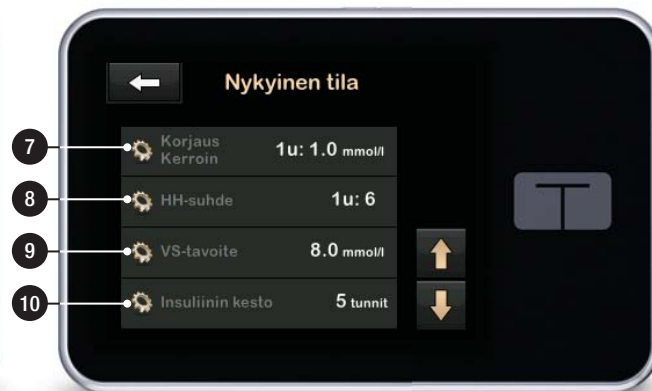 Nykyinen tila
7 Korjaus
Kerroin 1u: 1.0 mmol/l
8 HH-suhde 1u: 6
9 VS-tavoite 8.0 mmol/l
10 Insuliinin kesto 5 tunnit